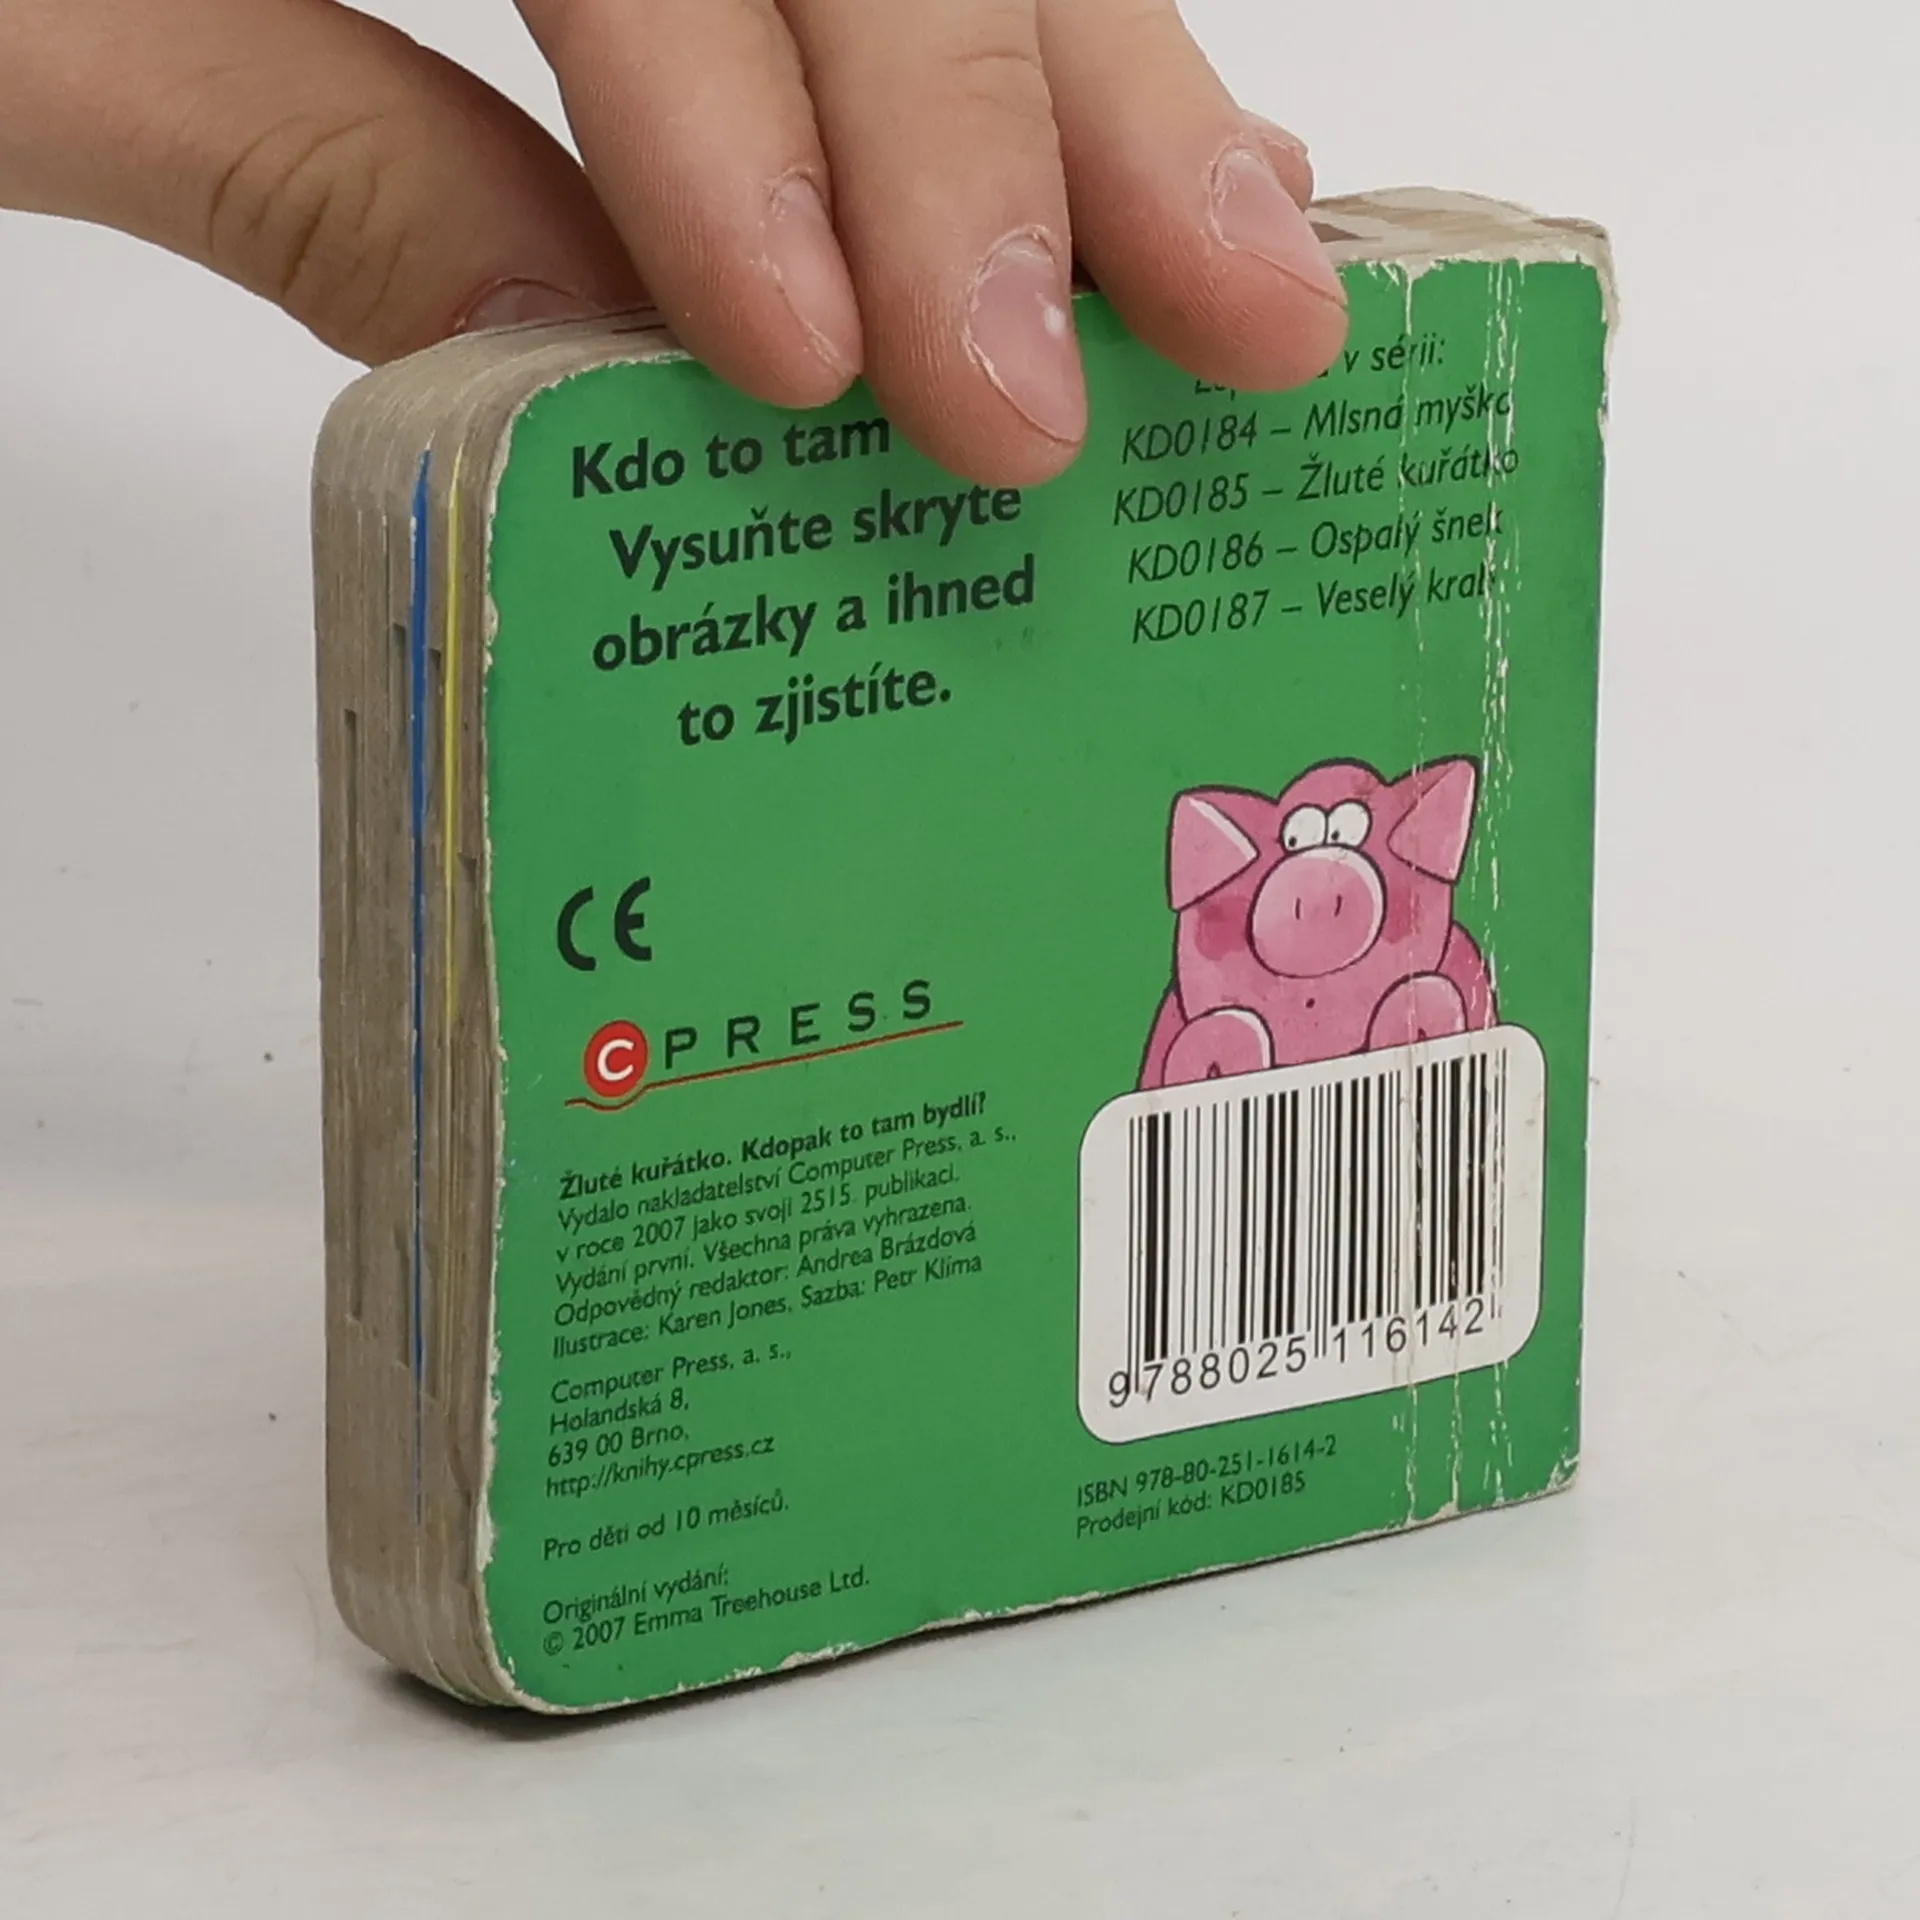 Kdo to tam
Vysuňte skryté
obrázky a ihned
to zjistíte.
v sérii:
KD0184 – Mlsná myška
KD0185 – Žluté kuřátko
KD0186 – Ospalý šnek
KD0187 – Veselý
CE
C PRESS
Žluté kuřátko. Kdopak to tam bydlí?
Vydalo nakladatelství Computer Press, a. s.,
v roce 2007 jako svoji 2515. publikaci.
Vydání první. Všechna práva vyhrazena.
Odpovědný redaktor: Andrea Brázdová
Ilustrace: Karen Jones, Sazba: Petr Klíma
Computer Press, a. s.,
Holandská 8,
639 00 Brno,
http://knihy.cpress.cz
Pro děti od 10 měsíců.
Originální vydání:
© 2007 Emma Treehouse Ltd.
9 788025 116142
ISBN 978-80-251-1614-2
Prodejní kód: KD0185